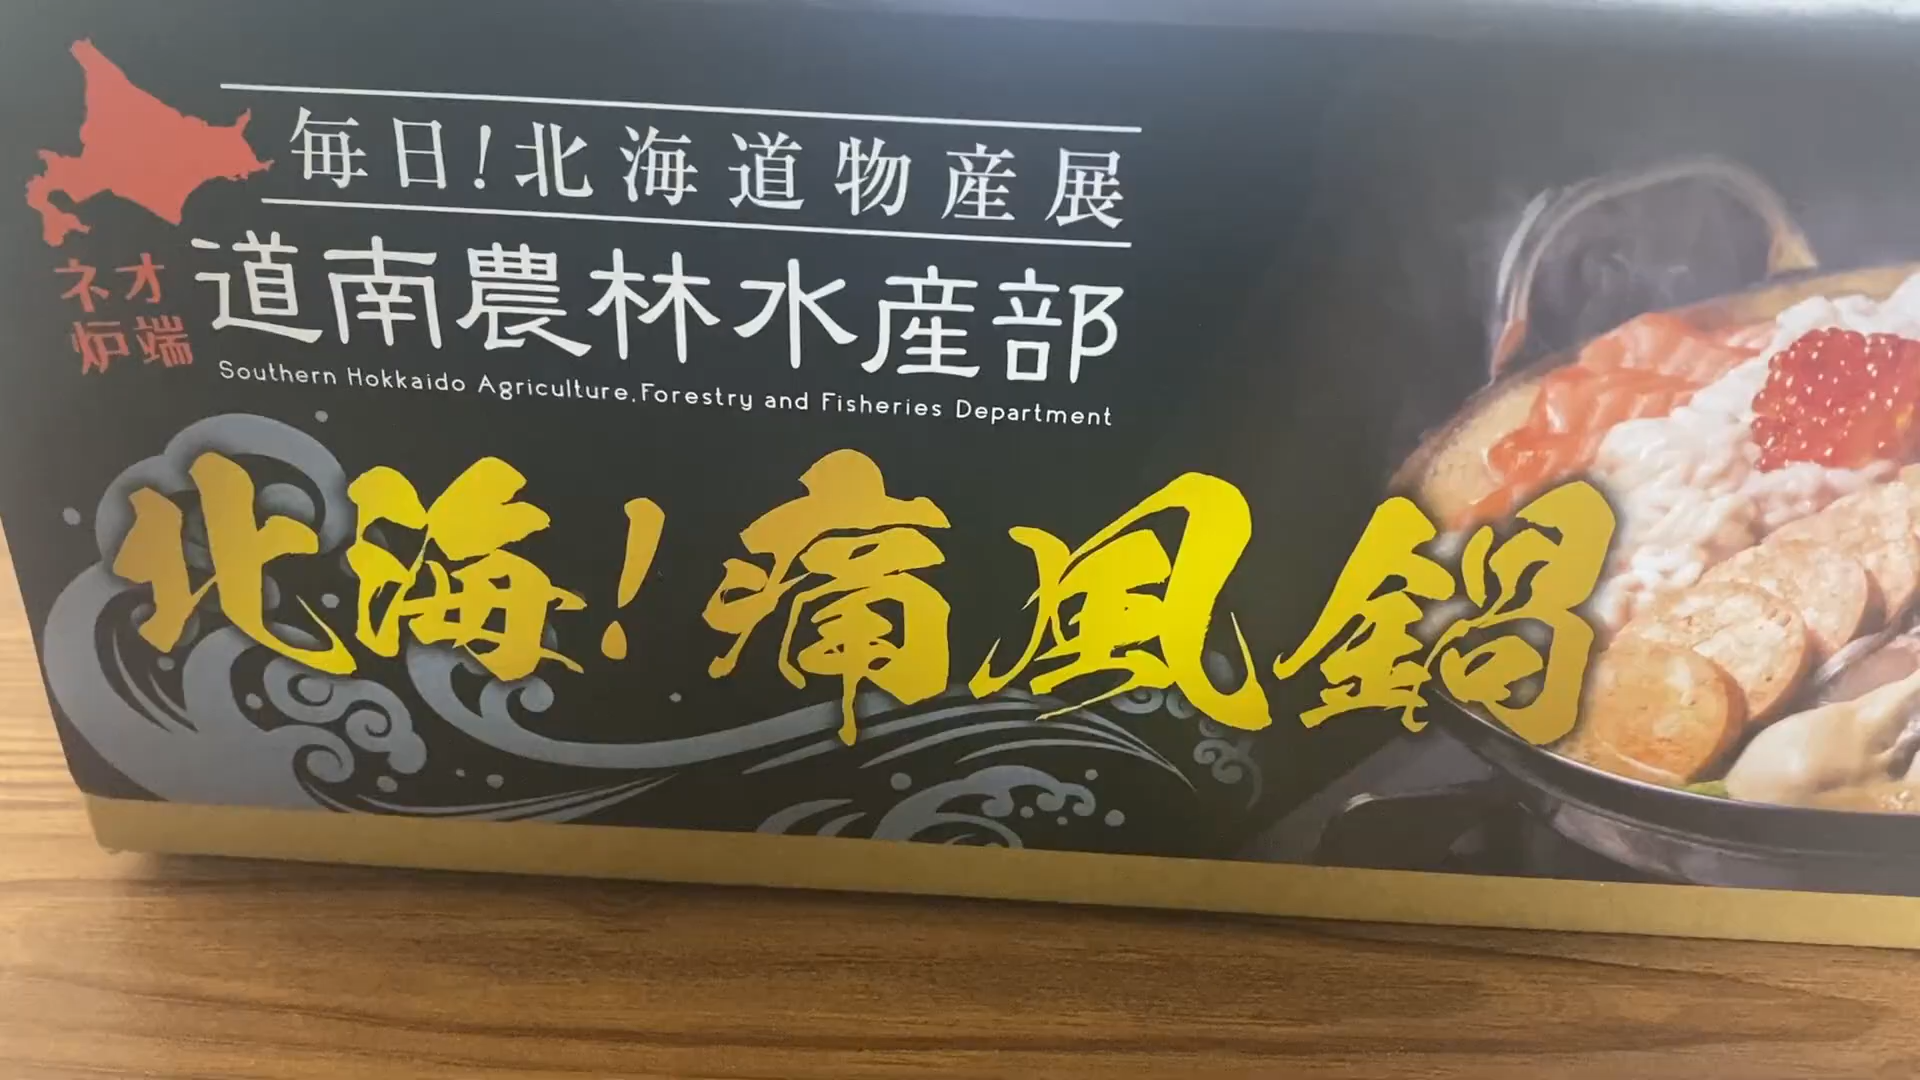 毎日!北海道物産展
ネオ
炉端
道南農林水産部
Southern Hokkaido Agriculture,Forestry and Fisheries Department
北海!痛風鍋